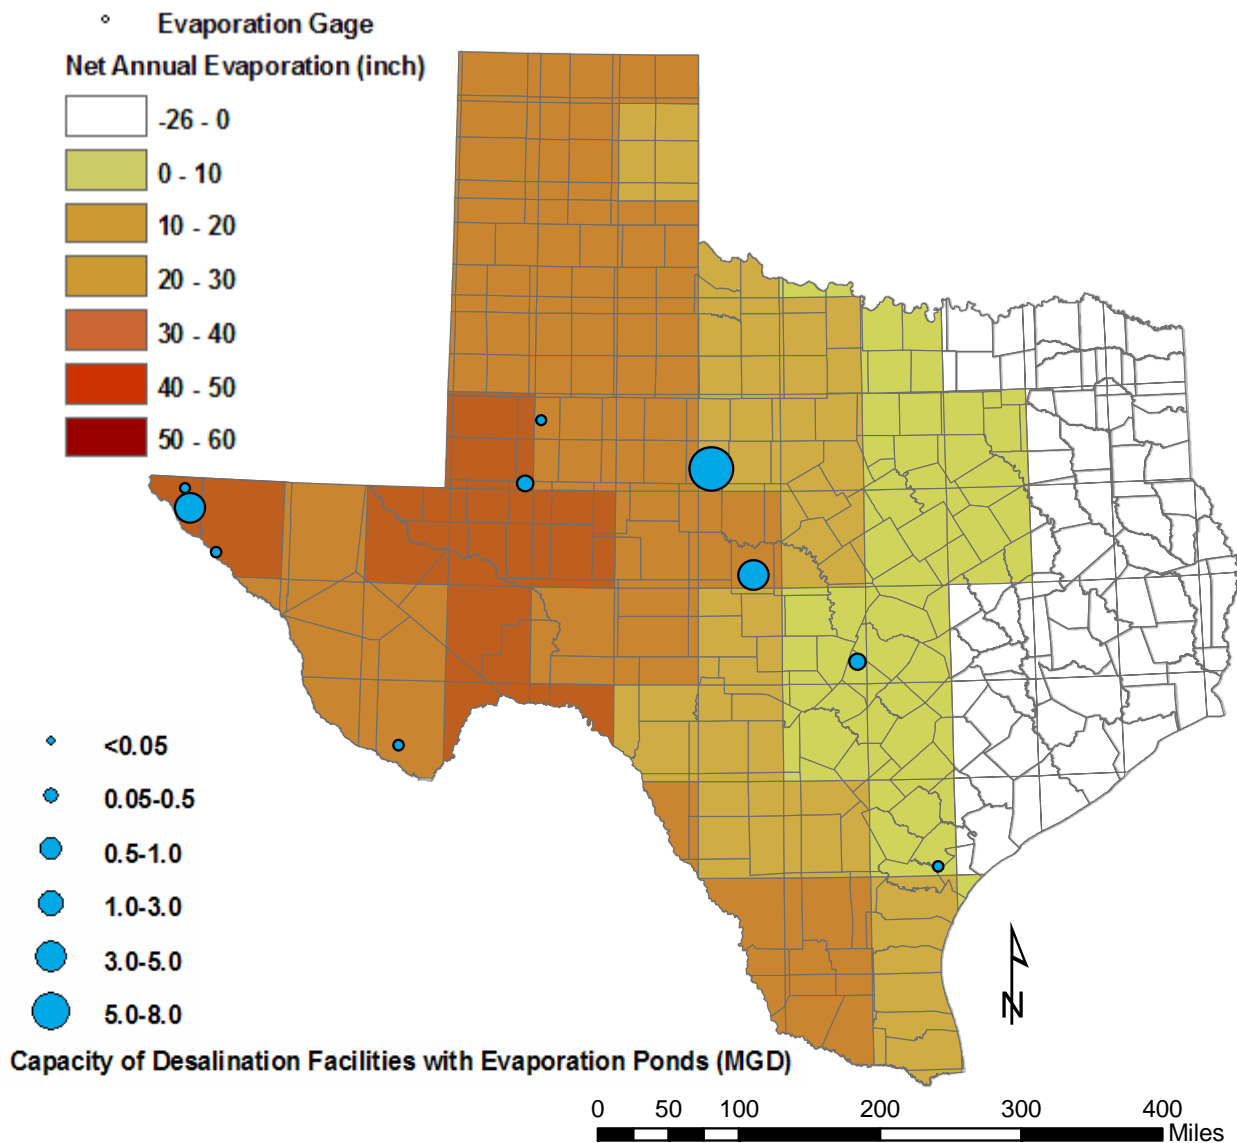 Evaporation Gage
Net Annual Evaporation (inch)
-26 - 0
0 - 10
10 - 20
20 - 30
30 - 40
40 - 50
50 - 60
<0.05
0.05-0.5
0.5-1.0
1.0-3.0
3.0-5.0
5.0-8.0
N
Capacity of Desalination Facilities with Evaporation Ponds (MGD)
0 50 100 200 300 400
Miles